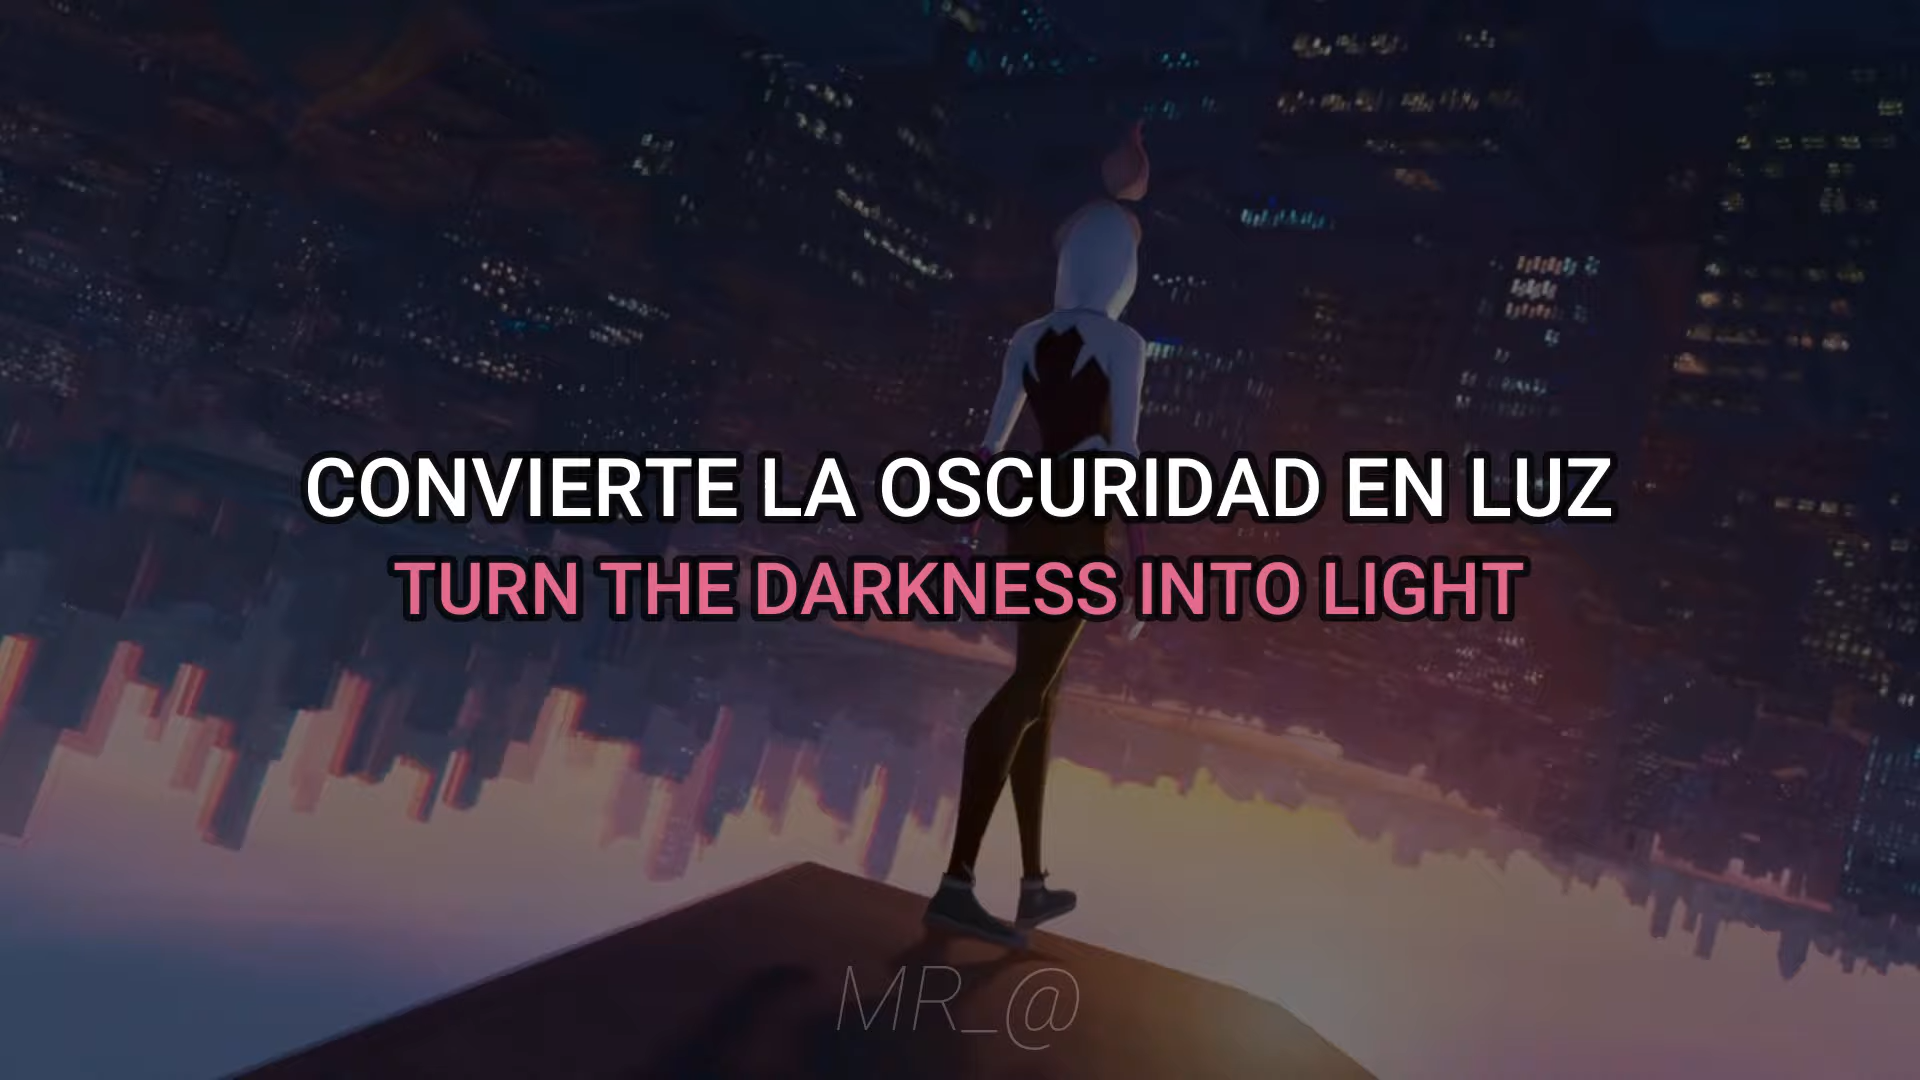 CONVIERTE LA OSCURIDAD EN LUZ
TURN THE DARKNESS INTO LIGHT
MR_@